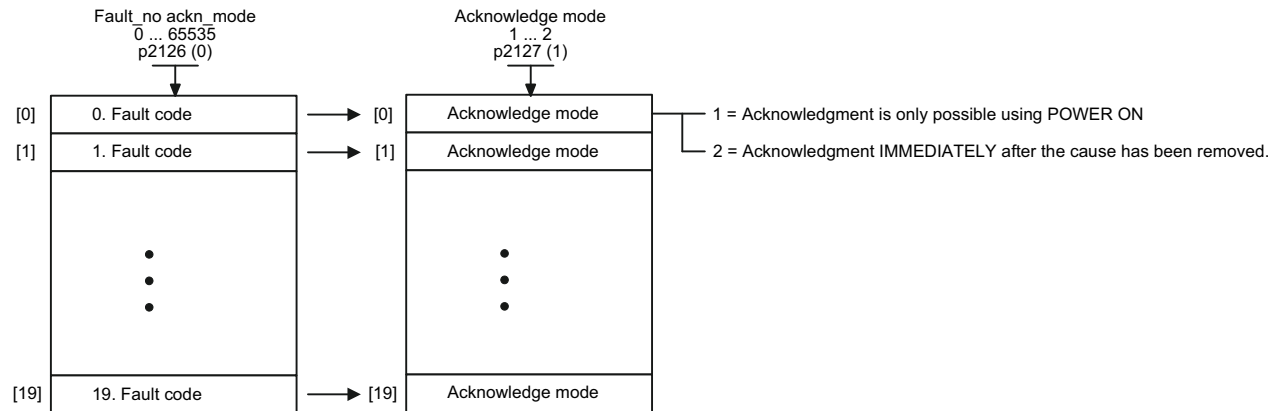 Fault_no ackn_mode
0 ... 65535
p2126 (0)
Acknowledge mode
1 ... 2
p2127 (1)
[0] 0. Fault code [0] Acknowledge mode 1 = Acknowledgment is only possible using POWER ON
[1] 1. Fault code [1] Acknowledge mode 2 = Acknowledgment IMMEDIATELY after the cause has been removed.
[19] 19. Fault code [19] Acknowledge mode